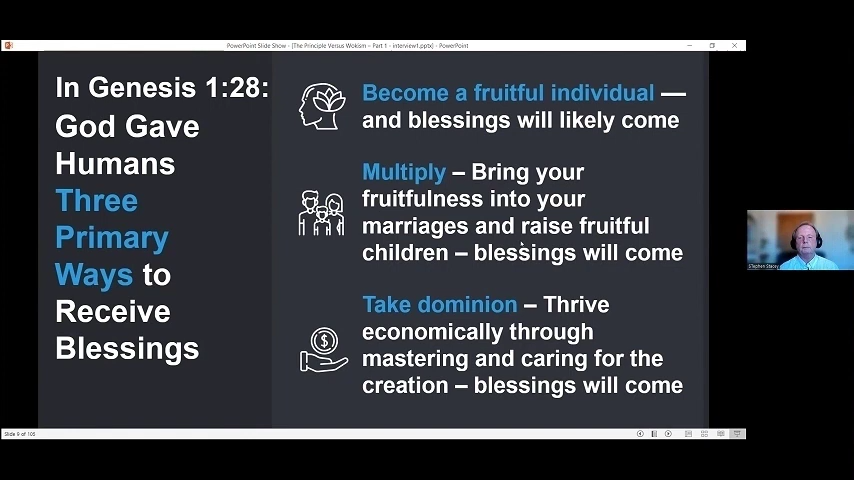 PowerPoint Slide Show - [The Principle Versus Wokism – Part 1 - interview1.pptx] - PowerPoint
In Genesis 1:28:
God Gave
Humans
Three
Primary
Ways to
Receive
Blessings
Become a fruitful individual —
and blessings will likely come
Multiply – Bring your
fruitfulness into your
marriages and raise fruitful
children – blessings will come
Take dominion – Thrive
economically through
mastering and caring for the
creation – blessings will come
$
STephen Stacey
Slide 9 of 105